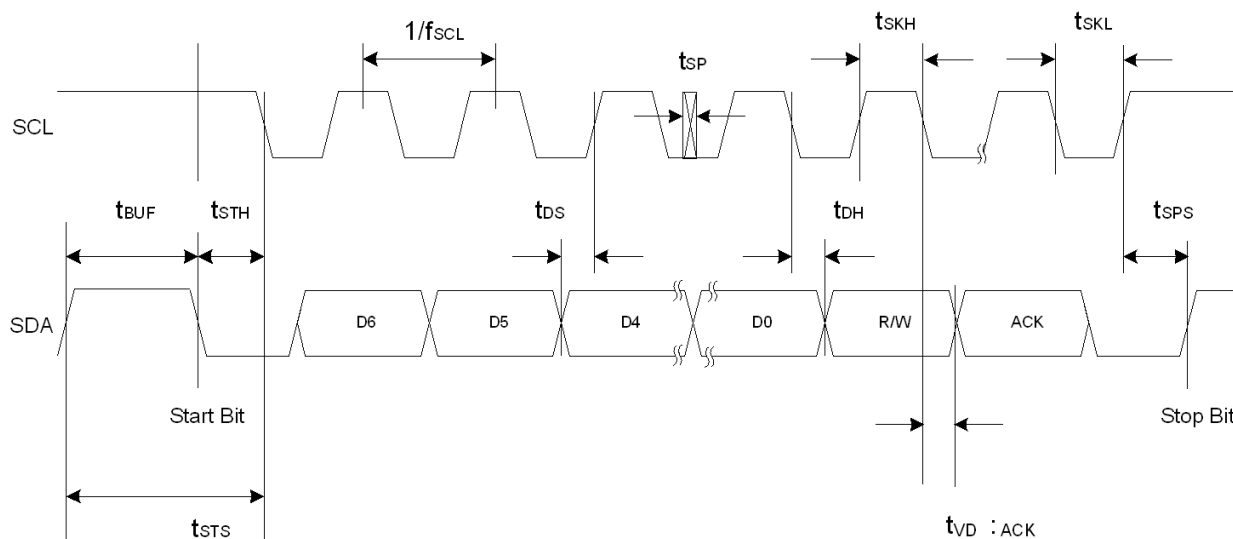 tSKH tSKL
1/fSCL
tSP
SCL
tBUF tSTH tDS tDH tSPS
SDA D6 D5 D4 D0 R/W ACK
Start Bit Stop Bit
tSTS
tVD : ACK